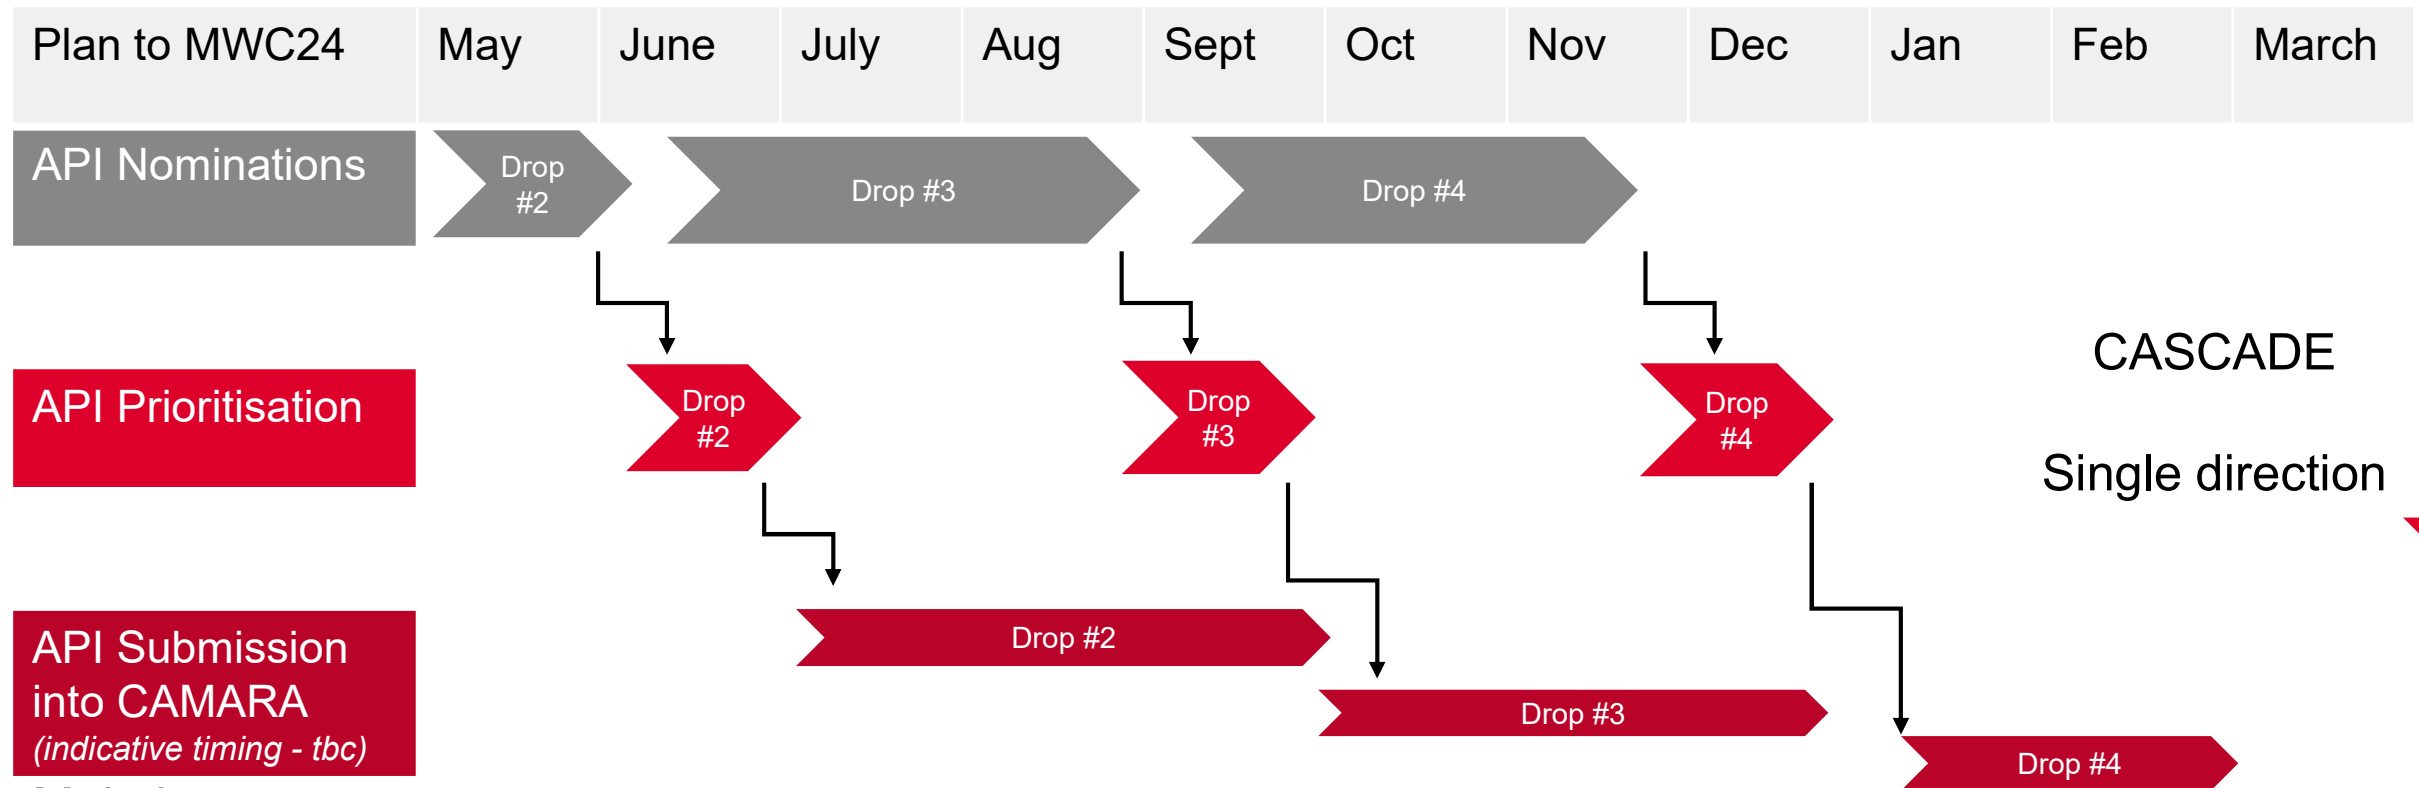 Plan to MWC24 May June July Aug Sept Oct Nov Dec Jan Feb March
API Nominations
Drop
#2
Drop #3
Drop #4
API Prioritisation
Drop
#2
Drop
#3
Drop
#4
CASCADE
Single direction
API Submission
into CAMARA
(indicative timing - tbc)
Drop #2
Drop #3
Drop #4